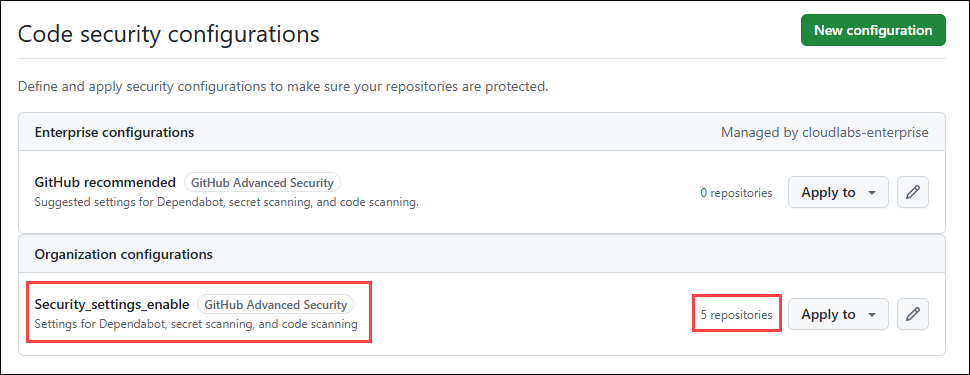 Code security configurations
New configuration
Define and apply security configurations to make sure your repositories are protected.
Enterprise configurations
Managed by cloudlabs-enterprise
GitHub recommended GitHub Advanced Security
Suggested settings for Dependabot, secret scanning, and code scanning.
0 repositories
Apply to
Organization configurations
Security_settings_enable GitHub Advanced Security
Settings for Dependabot, secret scanning, and code scanning
5 repositories
Apply to